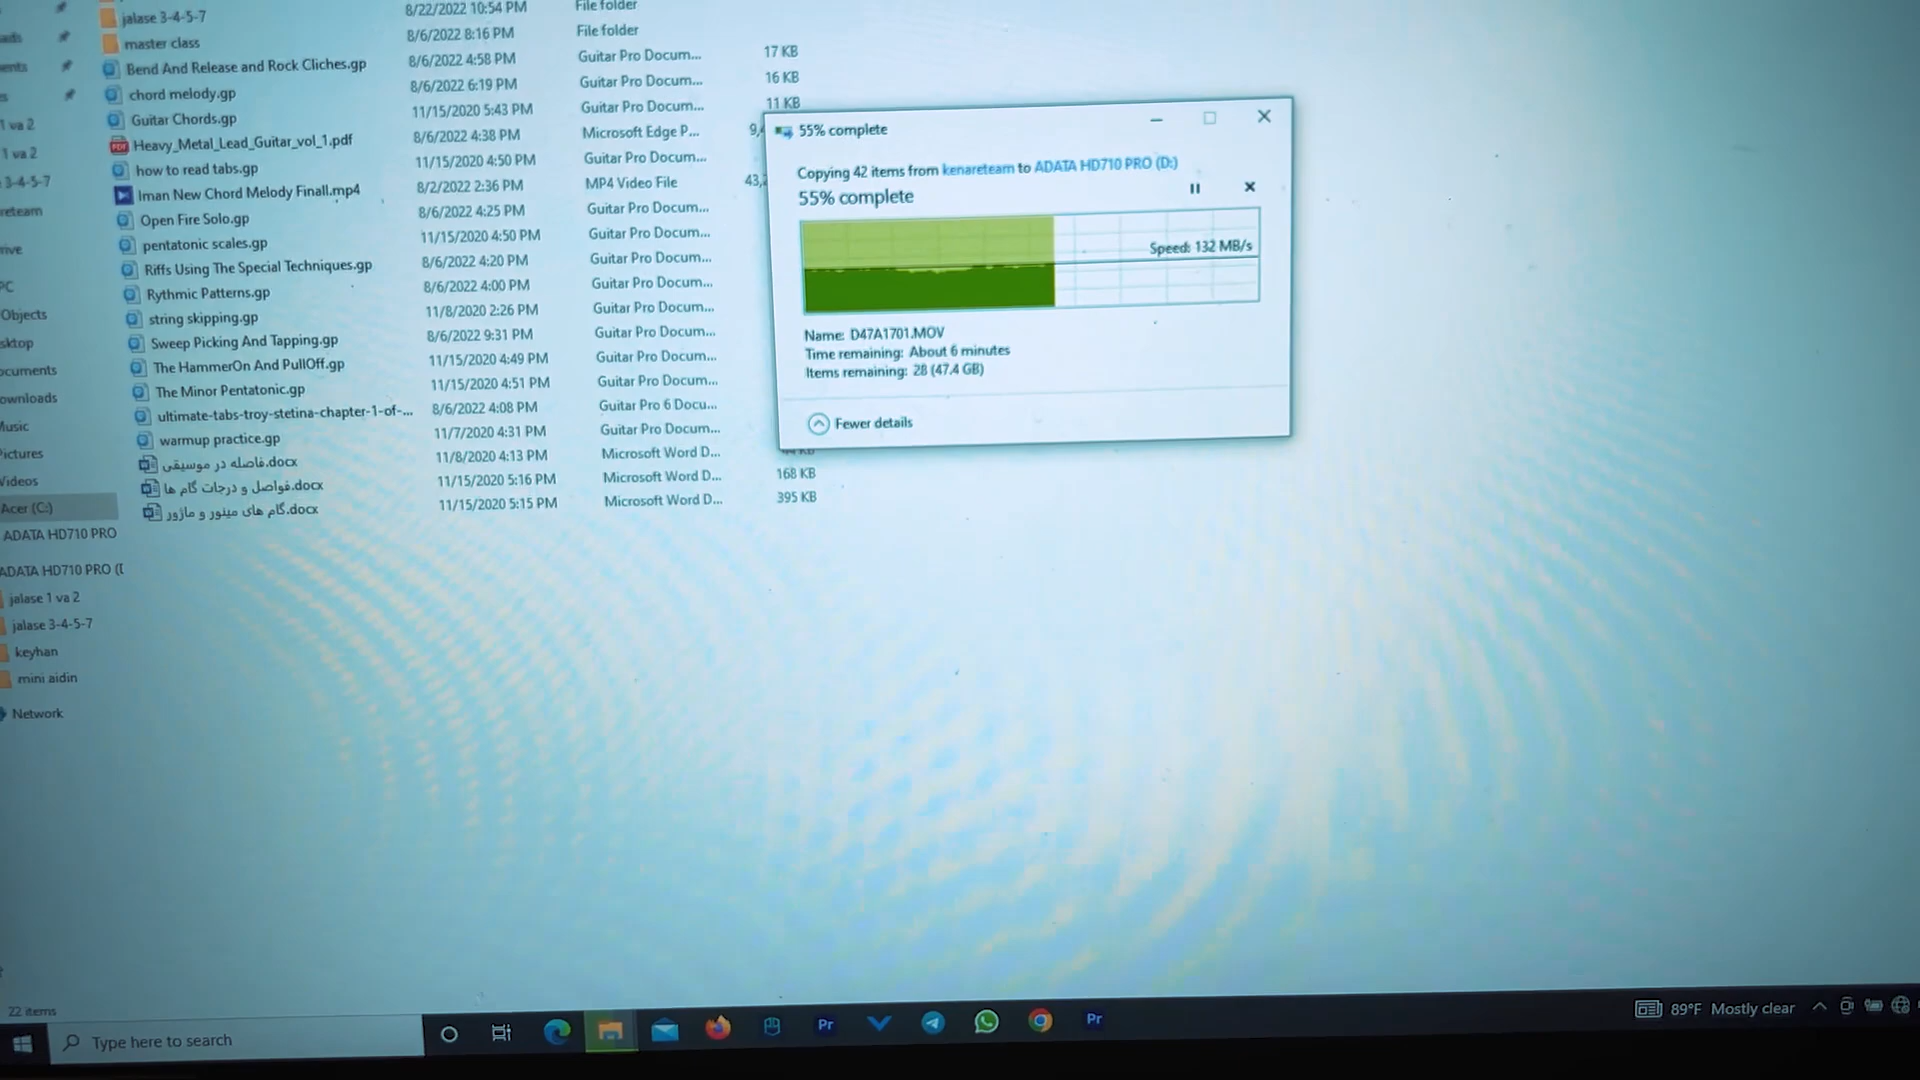 jalase 3-4-5-7 8/22/2022 10:54 PM File folder
master class 8/6/2022 8:16 PM File folder
Bend And Release and Rock Cliches.gp 8/6/2022 4:58 PM Guitar Pro Docum... 17 KB
chord melody.gp 8/6/2022 6:19 PM Guitar Pro Docum... 16 KB
Guitar Chords.gp 11/15/2020 5:43 PM Guitar Pro Docum... 11 KB
Heavy_Metal_Lead_Guitar_vol_1.pdf 8/6/2022 4:38 PM Microsoft Edge P...
how to read tabs.gp 11/15/2020 4:50 PM Guitar Pro Docum...
Iman New Chord Melody Finall.mp4 8/2/2022 2:36 PM MP4 Video File
Open Fire Solo.gp 8/6/2022 4:25 PM Guitar Pro Docum...
pentatonic scales.gp 11/15/2020 4:50 PM Guitar Pro Docum...
Riffs Using The Special Techniques.gp 8/6/2022 4:20 PM Guitar Pro Docum...
Rythmic Patterns.gp 8/6/2022 4:00 PM Guitar Pro Docum...
string skipping.gp 11/8/2020 2:26 PM Guitar Pro Docum...
Sweep Picking And Tapping.gp 8/6/2022 9:31 PM Guitar Pro Docum...
The HammerOn And PullOff.gp 11/15/2020 4:49 PM Guitar Pro Docum...
The Minor Pentatonic.gp 11/15/2020 4:51 PM Guitar Pro Docum...
ultimate-tabs-troy-stetina-chapter-1-of-... 8/6/2022 4:08 PM Guitar Pro 6 Docu...
warmup practice.gp 11/7/2020 4:31 PM Guitar Pro Docum...
فاصله در موسیقی.docx 11/8/2020 4:13 PM Microsoft Word D...
فواصل و درجات گام ها.docx 11/15/2020 5:16 PM Microsoft Word D... 168 KB
گام های مینور و ماژور.docx 11/15/2020 5:15 PM Microsoft Word D... 395 KB
1 va 2
1 va 2
3-4-5-7
Objects
ownloads
Pictures
Videos
Acer (C:)
ADATA HD710 PRO
ADATA HD710 PRO (
jalase 1 va 2
jalase 3-4-5-7
keyhan
mini aidin
Network
22 items
55% complete
Copying 42 items from kenareteam to ADATA HD710 PRO (D:)
55% complete
Speed: 132 MB/s
Name: D47A1701.MOV
Time remaining: About 6 minutes
Items remaining: 28 (47.4 GB)
Fewer details
Type here to search
Pr
Pr
89°F Mostly clear